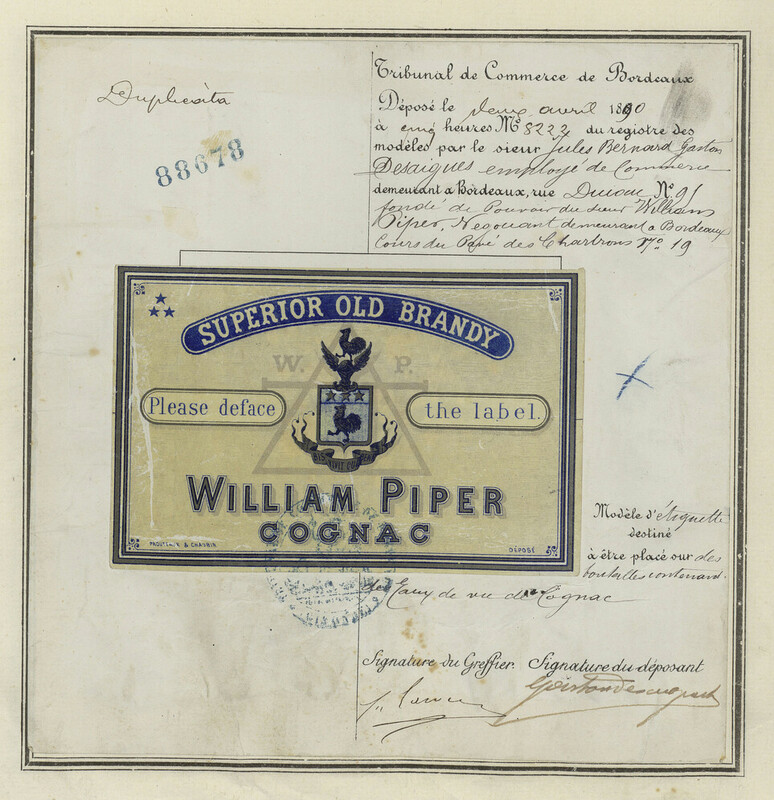 Duplicata
88678
Tribunal de Commerce de Bordeaux
Déposé le deux avril 1890
à cinq heures No 8223 du registre des
modèles par le sieur Jules Bernard Gaston
Desaigues employé de Commerce
demeurant à Bordeaux, rue No 91
fondé de Pouvoir du sieur William
Piper, Négociant demeurant à Bordeaux
Cours du Pavé des Chartrons No 19
SUPERIOR OLD BRANDY
W. P.
Please deface the label.
WILLIAM PIPER
COGNAC
& CHAVRIN
DÉPOSÉ
Modèle d'Étiquette
destiné
à être placé sur des
bouteilles contenant
des Eaux de vie de Cognac
Signature du Greffier. Signature du déposant